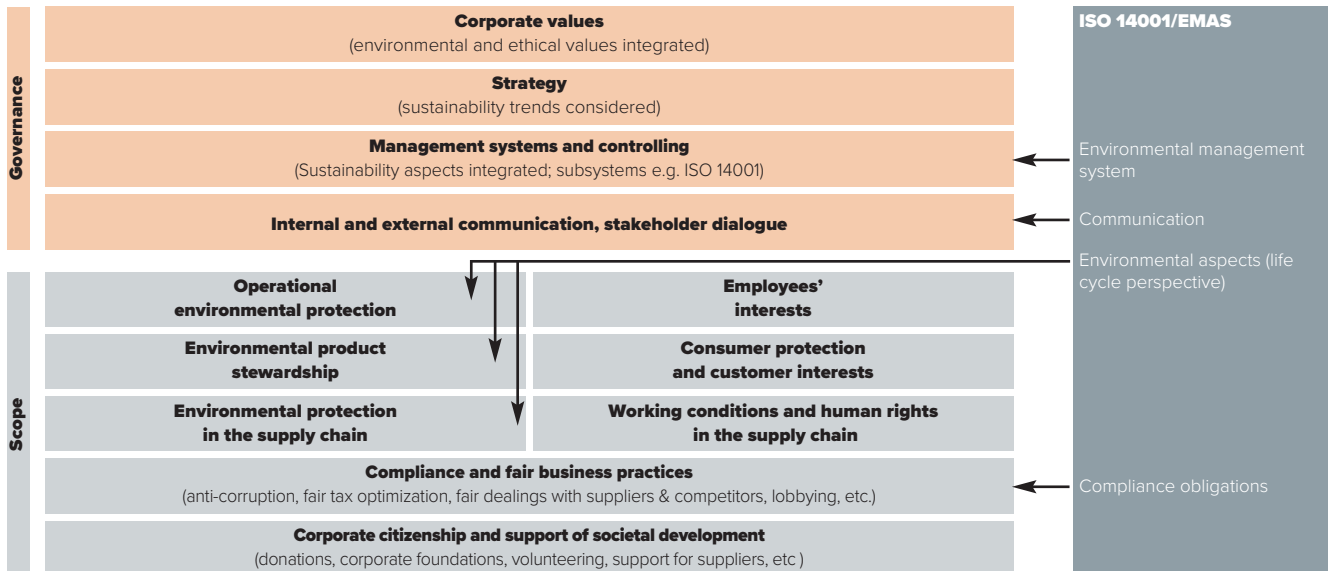 Governance
Corporate values
(environmental and ethical values integrated)
Strategy
(sustainability trends considered)
Management systems and controlling
(Sustainability aspects integrated; subsystems e.g. ISO 14001)
Internal and external communication, stakeholder dialogue
Scope
Operational
environmental protection
Employees’
interests
Environmental product
stewardship
Consumer protection
and customer interests
Environmental protection
in the supply chain
Working conditions and human rights
in the supply chain
Compliance and fair business practices
(anti-corruption, fair tax optimization, fair dealings with suppliers & competitors, lobbying, etc.)
Corporate citizenship and support of societal development
(donations, corporate foundations, volunteering, support for suppliers, etc )
ISO 14001/EMAS
Environmental management
system
Communication
Environmental aspects (life
cycle perspective)
Compliance obligations